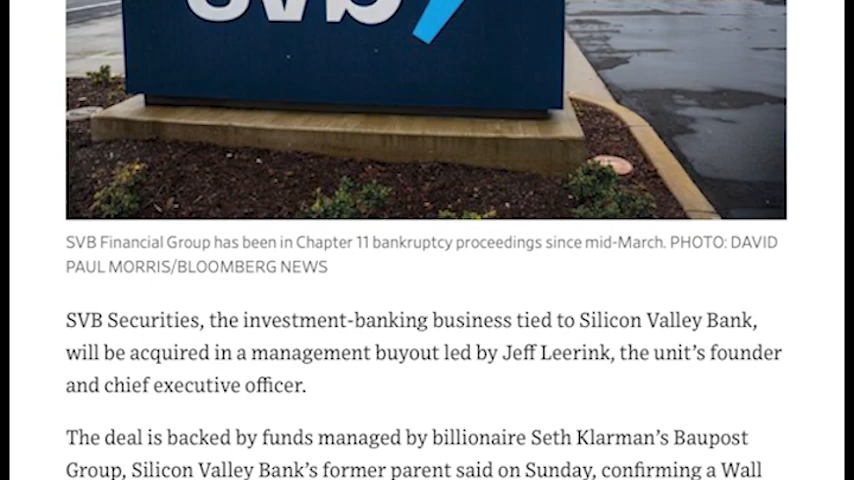 svb
SVB Financial Group has been in Chapter 11 bankruptcy proceedings since mid-March. PHOTO: DAVID
PAUL MORRIS/BLOOMBERG NEWS
SVB Securities, the investment-banking business tied to Silicon Valley Bank,
will be acquired in a management buyout led by Jeff Leerink, the unit’s founder
and chief executive officer.
The deal is backed by funds managed by billionaire Seth Klarman’s Baupost
Group, Silicon Valley Bank’s former parent said on Sunday, confirming a Wall